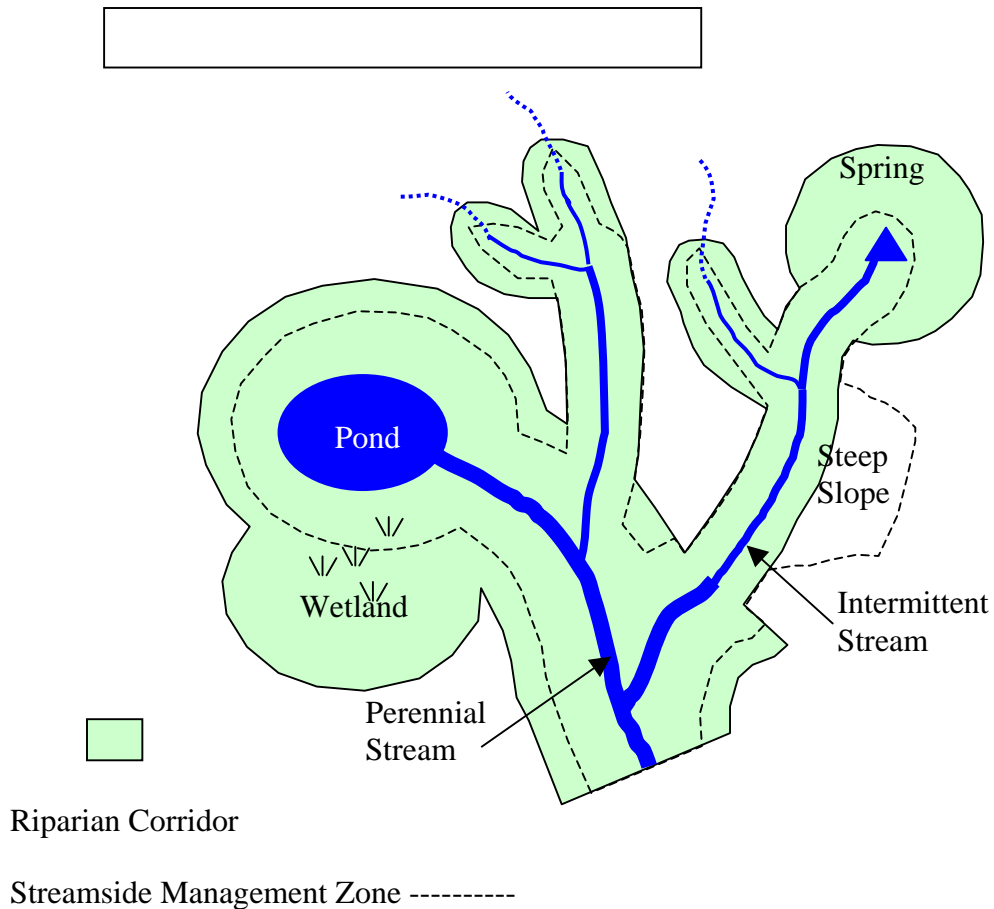 Spring
Pond
Steep
Slope
Wetland
Intermittent
Stream
Perennial
Stream
Riparian Corridor
Streamside Management Zone ----------